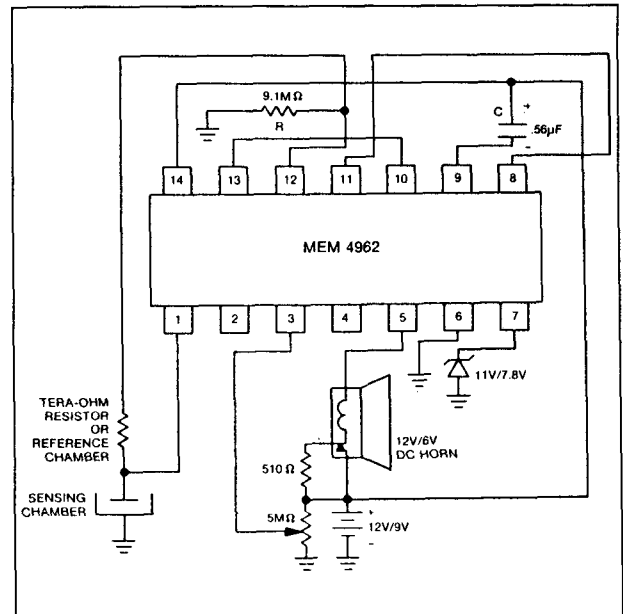 9.1MΩ
R
C
+
.56µF
-
14
13
12
11
10
9
8
MEM 4962
1
2
3
4
5
6
7
11V/7.8V
TERA-OHM
RESISTOR
OR
REFERENCE
CHAMBER
12V/6V
DC HORN
510Ω
SENSING
CHAMBER
5MΩ
+
12V/9V
-